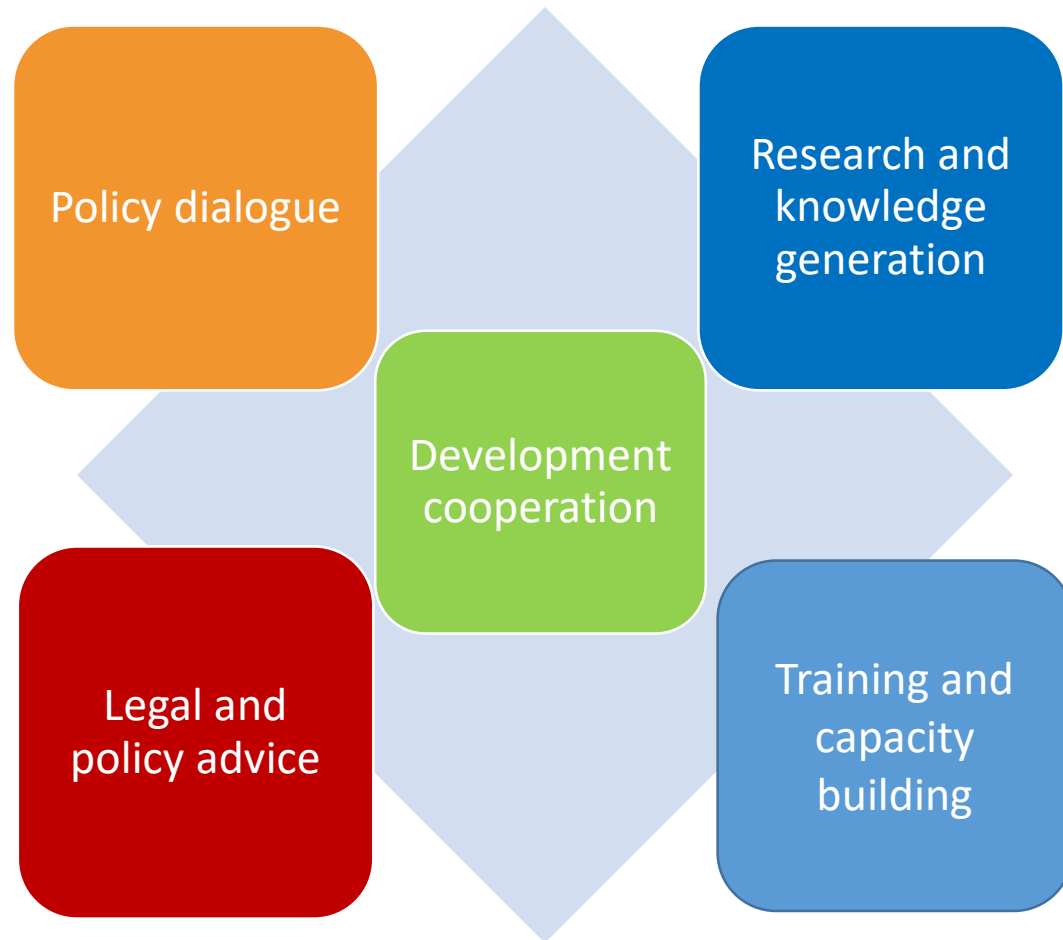 Policy dialogue
Research and
knowledge
generation
Development
cooperation
Legal and
policy advice
Training and
capacity
building